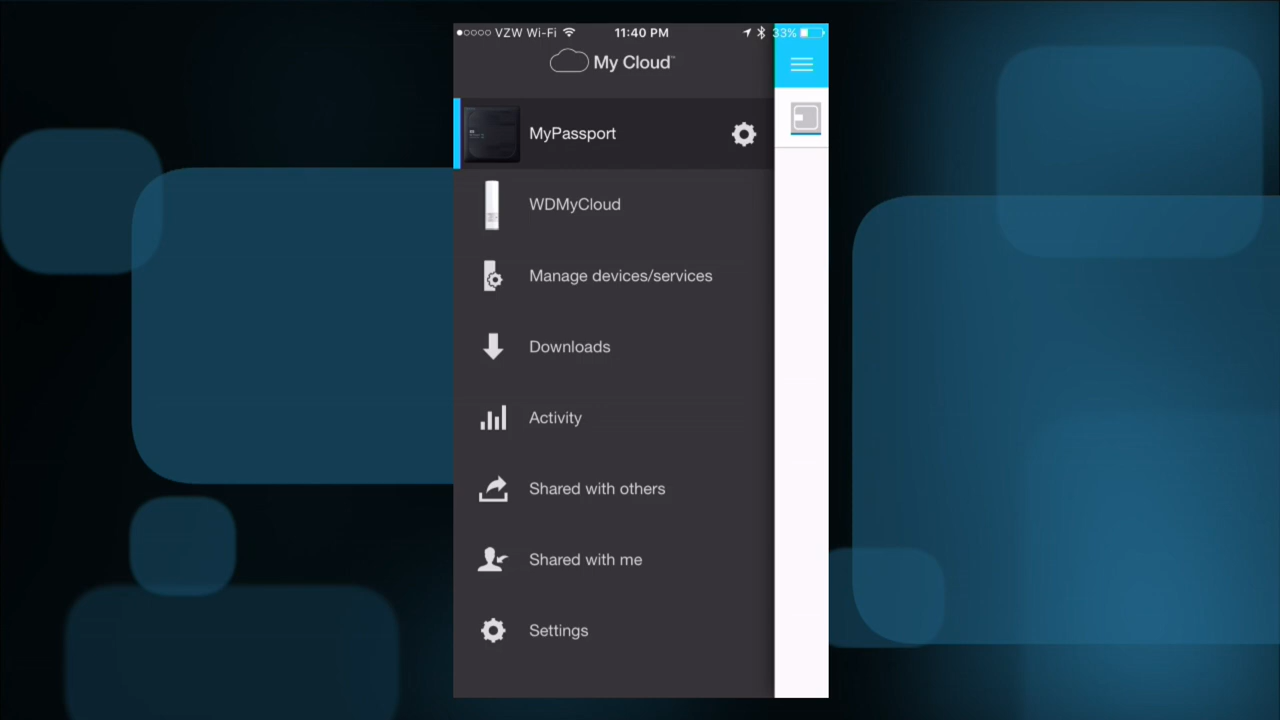 VZW Wi-Fi 11:40 PM 33%
My Cloud™
MyPassport
WDMyCloud
Manage devices/services
Downloads
Activity
Shared with others
Shared with me
Settings